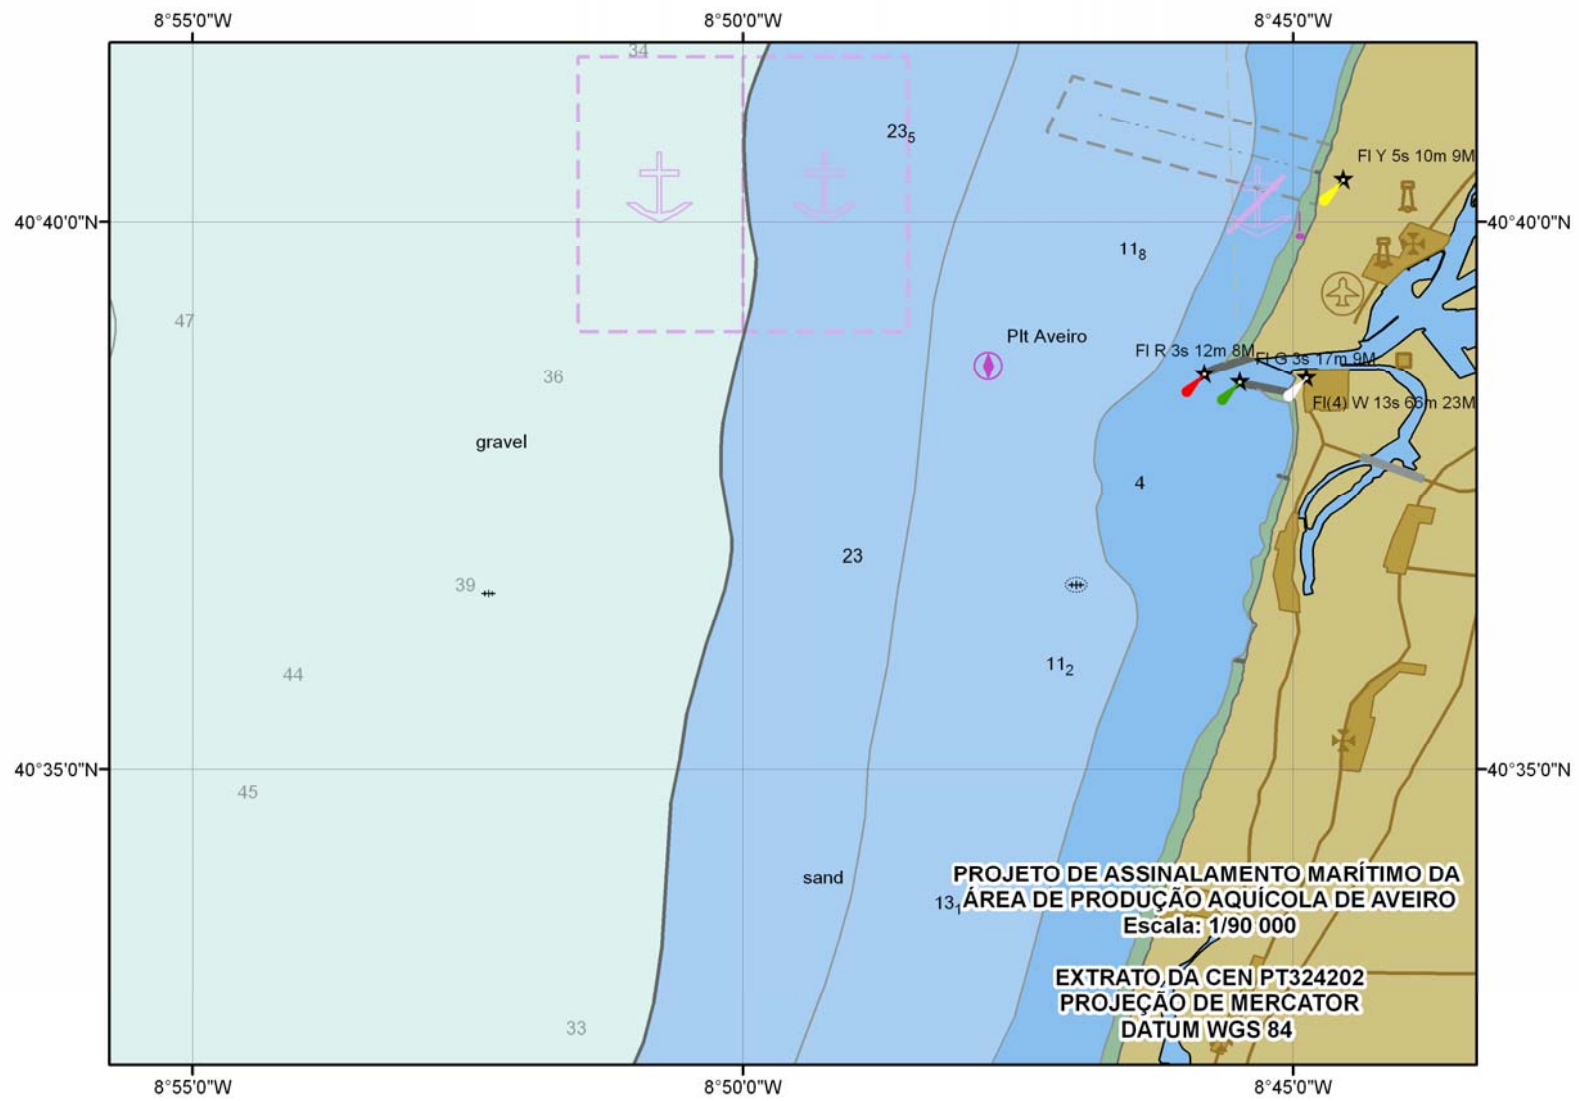 8°55'0"W 8°50'0"W 8°45'0"W
34
23₅
Fl Y 5s 10m 9M
40°40'0"N 40°40'0"N
11₈
47
Plt Aveiro
Fl R 3s 12m 8M Fl G 3s 17m 9M
36
Fl(4) W 13s 66m 23M
gravel
4
23
39
11₂
44
40°35'0"N 40°35'0"N
45
sand
PROJETO DE ASSINALAMENTO MARÍTIMO DA
13₁ ÁREA DE PRODUÇÃO AQUÍCOLA DE AVEIRO
Escala: 1/90 000
EXTRATO DA CEN PT324202
PROJEÇÃO DE MERCATOR
33
DATUM WGS 84
8°55'0"W 8°50'0"W 8°45'0"W